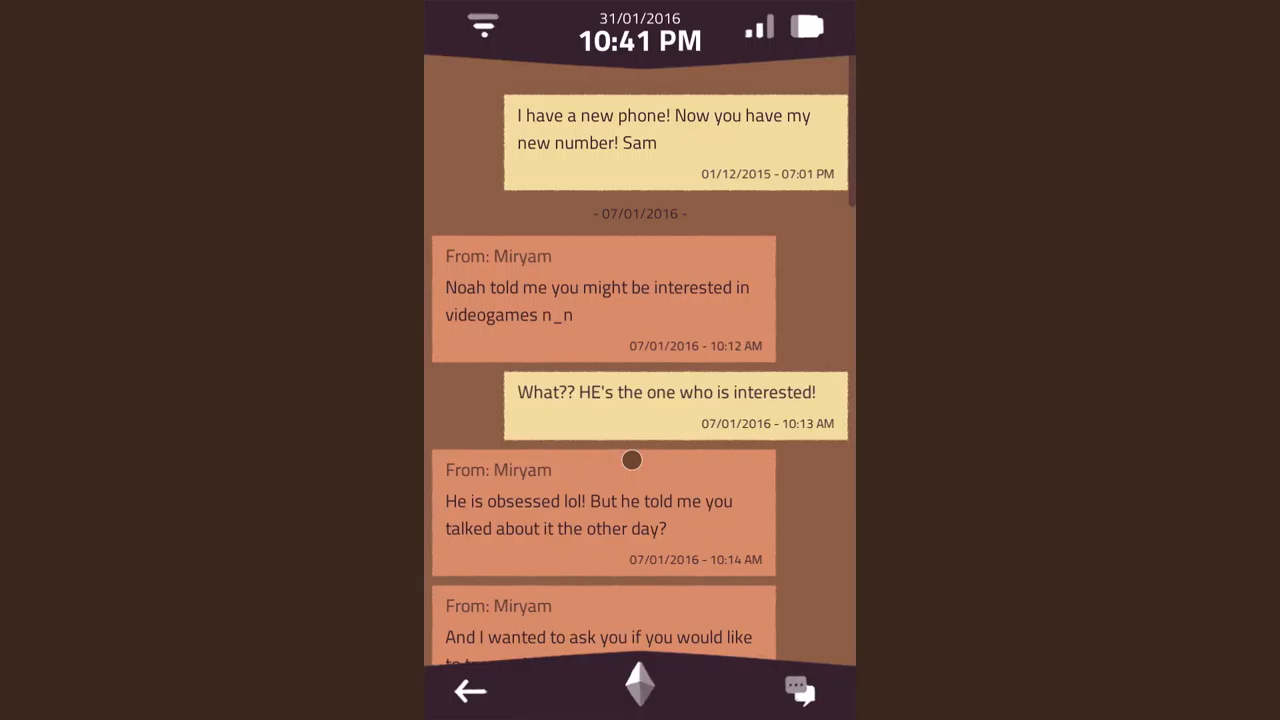 31/01/2016
10:41 PM
I have a new phone! Now you have my
new number! Sam
01/12/2015 - 07:01 PM
- 07/01/2016 -
From: Miryam
Noah told me you might be interested in
videogames n_n
07/01/2016 - 10:12 AM
What?? HE's the one who is interested!
07/01/2016 - 10:13 AM
From: Miryam
He is obsessed lol! But he told me you
talked about it the other day?
07/01/2016 - 10:14 AM
From: Miryam
And I wanted to ask you if you would like
to